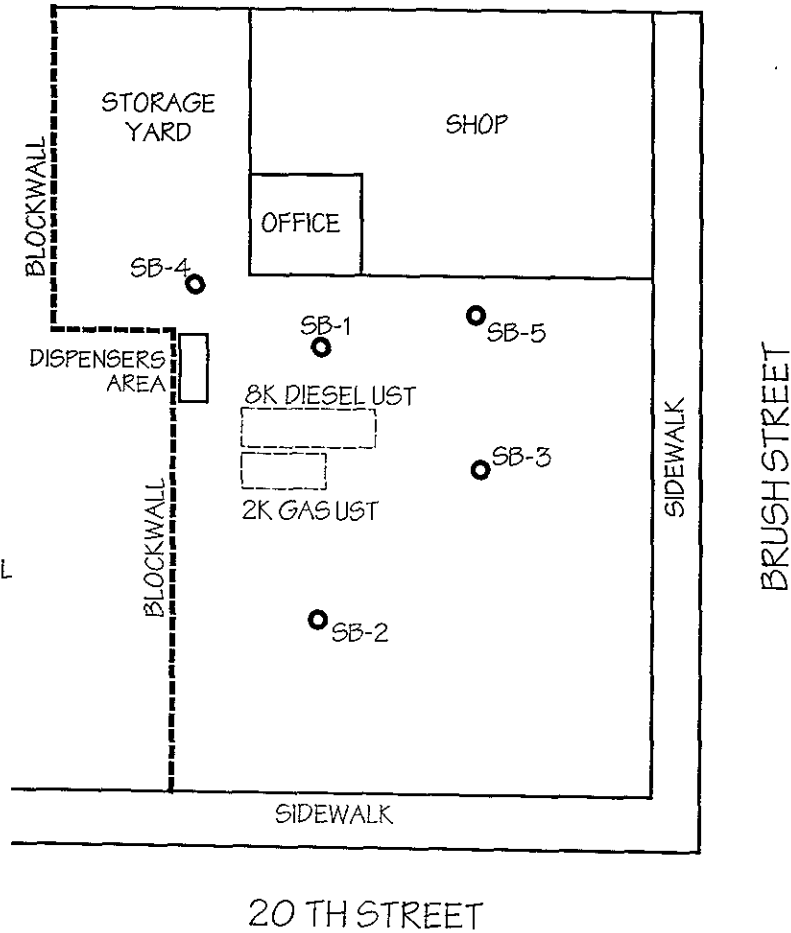 STORAGE
YARD
SHOP
BLOCKWALL
OFFICE
SB-4
SB-1
SB-5
DISPENSERS
AREA
8K DIESEL UST
SB-3
2K GAS UST
SIDEWALK
BRUSH STREET
BLOCKWALL
L
SB-2
SIDEWALK
20 TH STREET